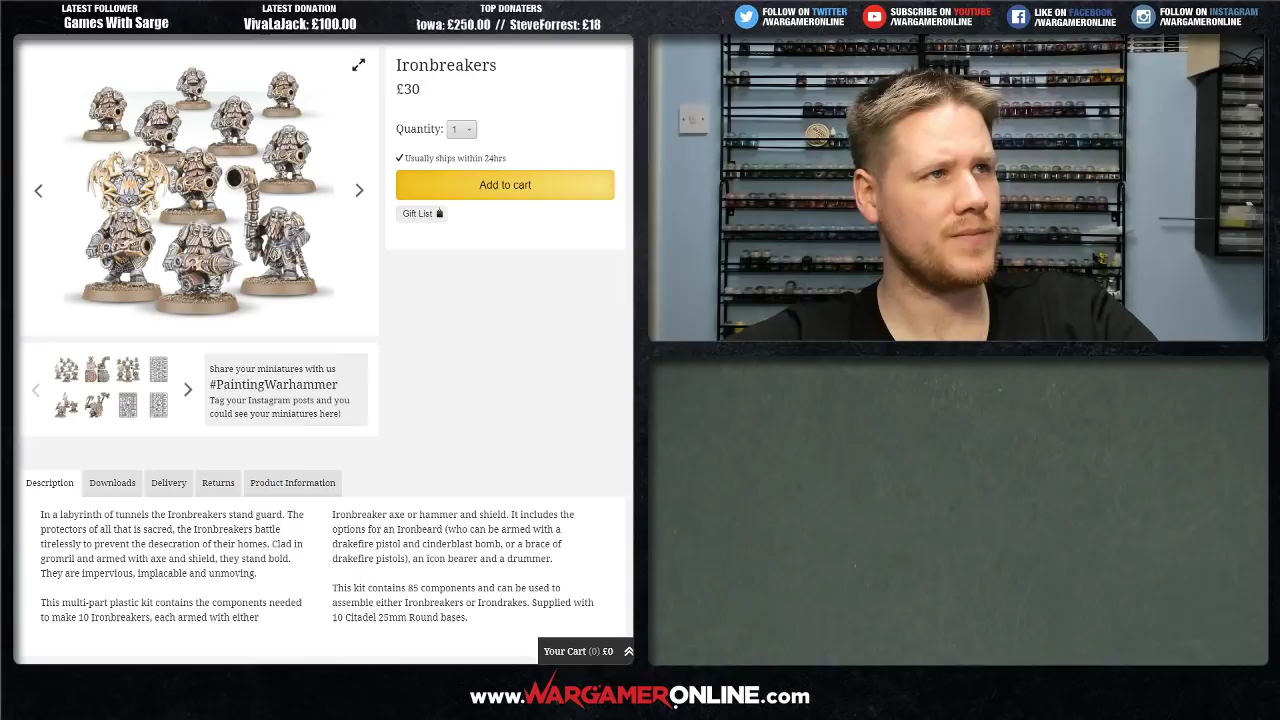 LATEST FOLLOWER
Games With Sarge
LATEST DONATION
VivaLaJack: £100.00
TOP DONATERS
lowa: £250.00 // SteveForrest: £18
FOLLOW ON TWITTER
/WARGAMERONLINE
SUBSCRIBE ON YOUTUBE
/WARGAMERONLINE
LIKE ON FACEBOOK
/WARGAMERONLINE
FOLLOW ON INSTAGRAM
/WARGAMERONLINE
Ironbreakers
£30
Quantity: 1
Usually ships within 24hrs
Add to cart
Gift List
Share your miniatures with us
#PaintingWarhammer
Tag your Instagram posts and you
could see your miniatures here!
Description Downloads Delivery Returns Product Information
In a labyrinth of tunnels the Ironbreakers stand guard. The
protectors of all that is sacred, the Ironbreakers battle
tirelessly to prevent the desecration of their homes. Clad in
gromril and armed with axe and shield, they stand bold.
They are impervious, implacable and unmoving.
This multi-part plastic kit contains the components needed
to make 10 Ironbreakers, each armed with either
Ironbreaker axe or hammer and shield. It includes the
options for an Ironbeard (who can be armed with a
drakefire pistol and cinderblast bomb, or a brace of
drakefire pistols), an icon bearer and a drummer.
This kit contains 85 components and can be used to
assemble either Ironbreakers or Irondrakes. Supplied with
10 Citadel 25mm Round bases.
Your Cart (0) £0
www.WARGAMERONLINE.com